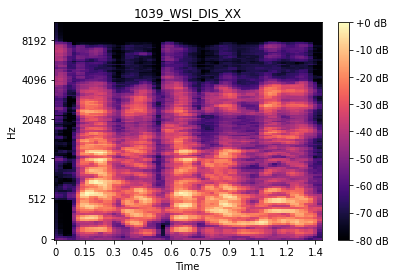 1039_WSI_DIS_XX
+0 dB
8192
-10 dB
4096
-20 dB
-30 dB
2048
Hz
-40 dB
1024
-50 dB
512
-60 dB
-70 dB
0
-80 dB
0 0.15 0.3 0.45 0.6 0.75 0.9 1.1 1.2 1.4
Time